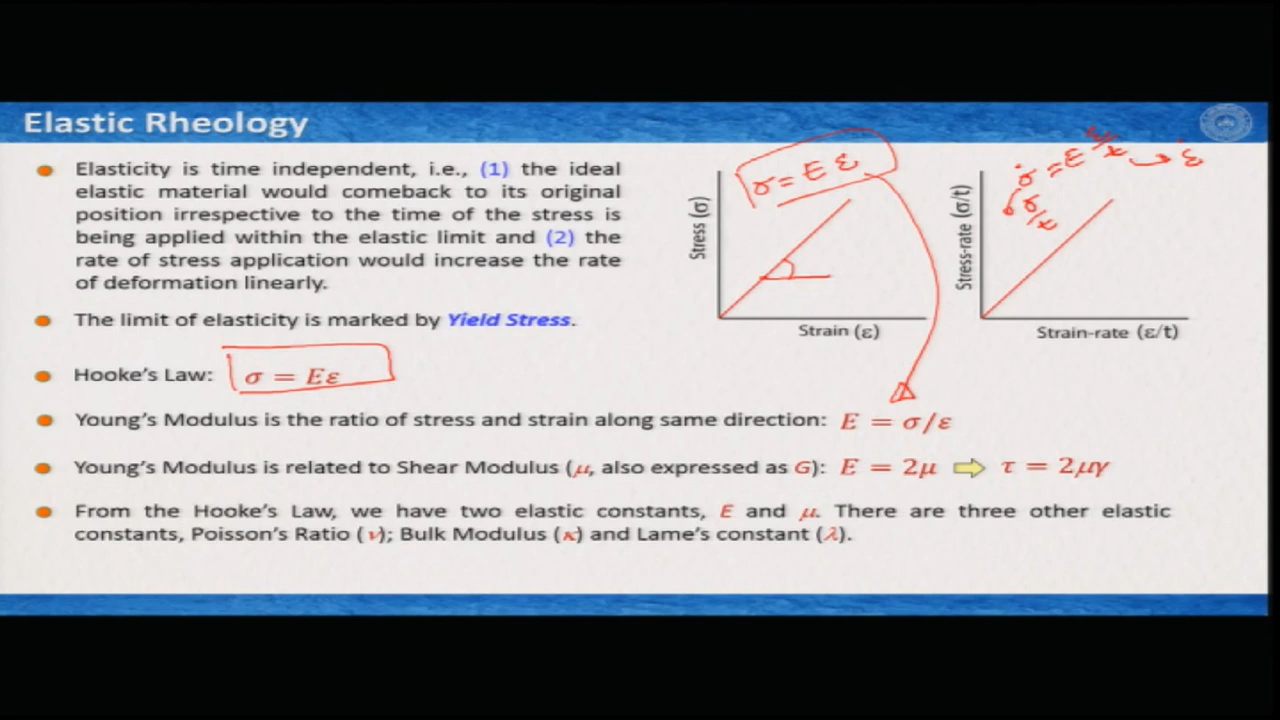 Elastic Rheology
Elasticity is time independent, i.e., (1) the ideal
elastic material would comeback to its original
position irrespective to the time of the stress is
being applied within the elastic limit and (2) the
rate of stress application would increase the rate
of deformation linearly.
The limit of elasticity is marked by Yield Stress.
Hooke's Law: σ = Eε
Young's Modulus is the ratio of stress and strain along same direction: E = σ/ε
Young's Modulus is related to Shear Modulus (μ, also expressed as G): E = 2μ ⇨ τ = 2μγ
From the Hooke's Law, we have two elastic constants, E and μ. There are three other elastic
constants, Poisson's Ratio (ν); Bulk Modulus (κ) and Lame's constant (λ).
σ = E ε
Stress (σ)
Strain (ε)
σ̇ = E ε/t → ε̇
σ/t
Stress-rate (σ/t)
Strain-rate (ε/t)